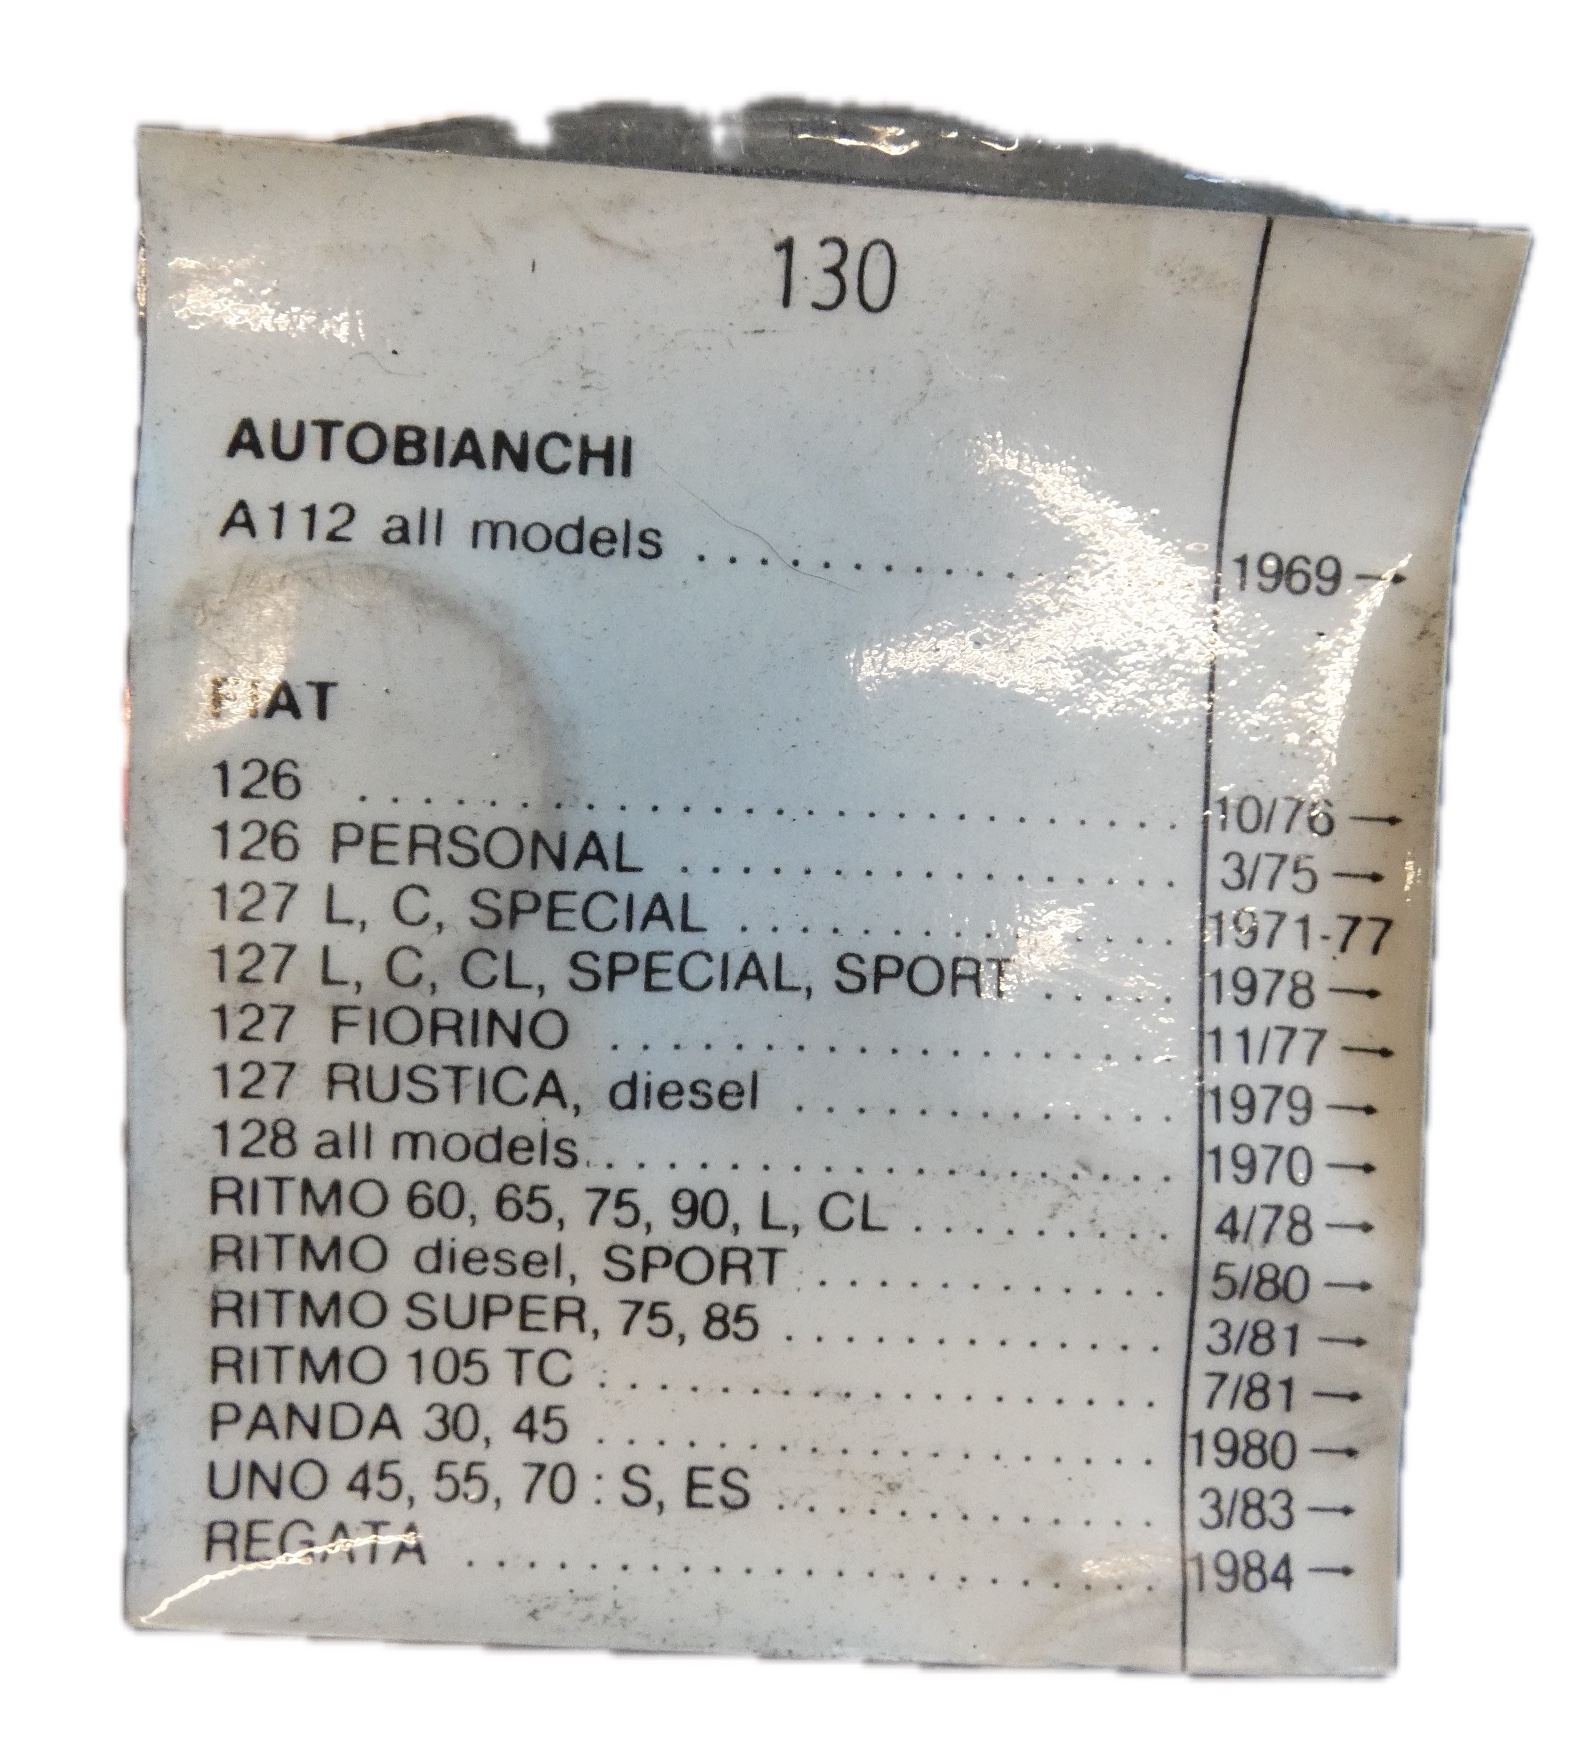 130
AUTOBIANCHI
A112 all models .................. 1969→
FIAT
126 ........................ 10/76→
126 PERSONAL ................ 3/75→
127 L, C, SPECIAL .............. 1971-77
127 L, C, CL, SPECIAL, SPORT ..... 1978→
127 FIORINO .................. 11/77→
127 RUSTICA, diesel ............. 1979→
128 all models .................. 1970→
RITMO 60, 65, 75, 90, L, CL ......... 4/78→
RITMO diesel, SPORT ............ 5/80→
RITMO SUPER, 75, 85 ............. 3/81→
RITMO 105 TC .................. 7/81→
PANDA 30, 45 .................. 1980→
UNO 45, 55, 70 : S, ES ............. 3/83→
REGATA ...................... 1984→